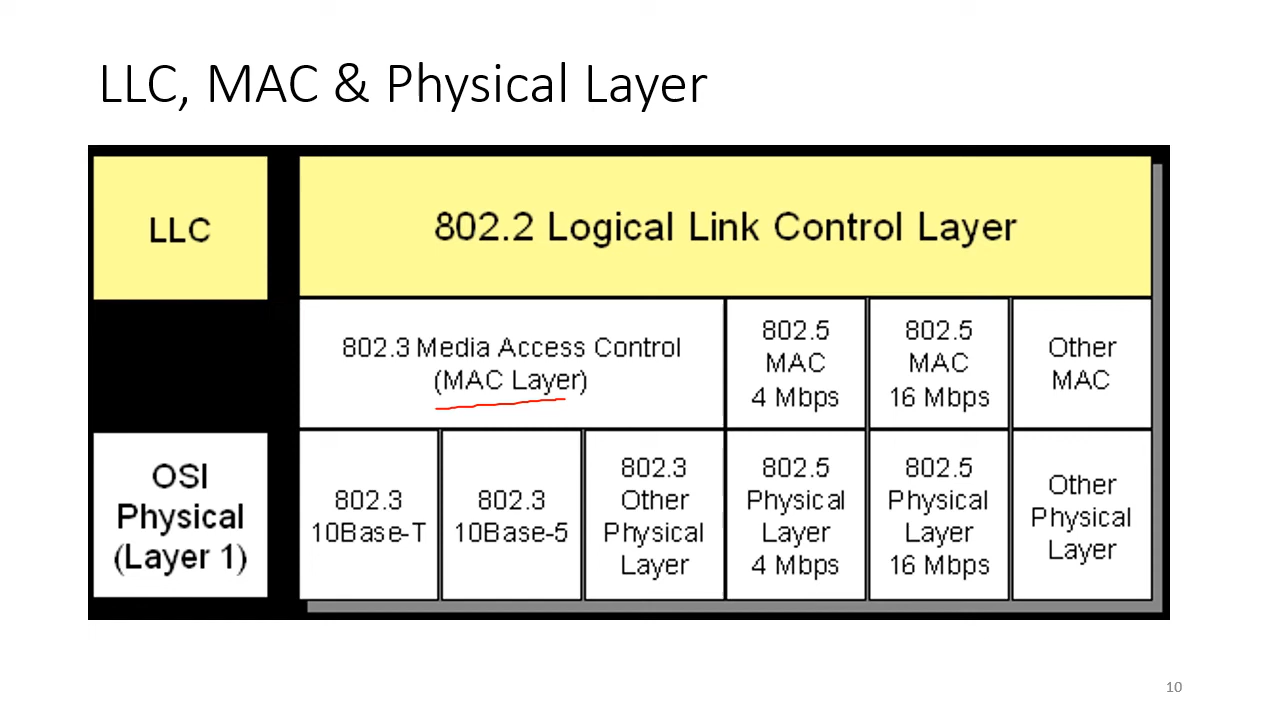 LLC, MAC & Physical Layer
LLC
802.2 Logical Link Control Layer
802.3 Media Access Control
(MAC Layer)
802.5
MAC
4 Mbps
802.5
MAC
16 Mbps
Other
MAC
OSI
Physical
(Layer 1)
802.3
10Base-T
802.3
10Base-5
802.3
Other
Physical
Layer
802.5
Physical
Layer
4 Mbps
802.5
Physical
Layer
16 Mbps
Other
Physical
Layer
10